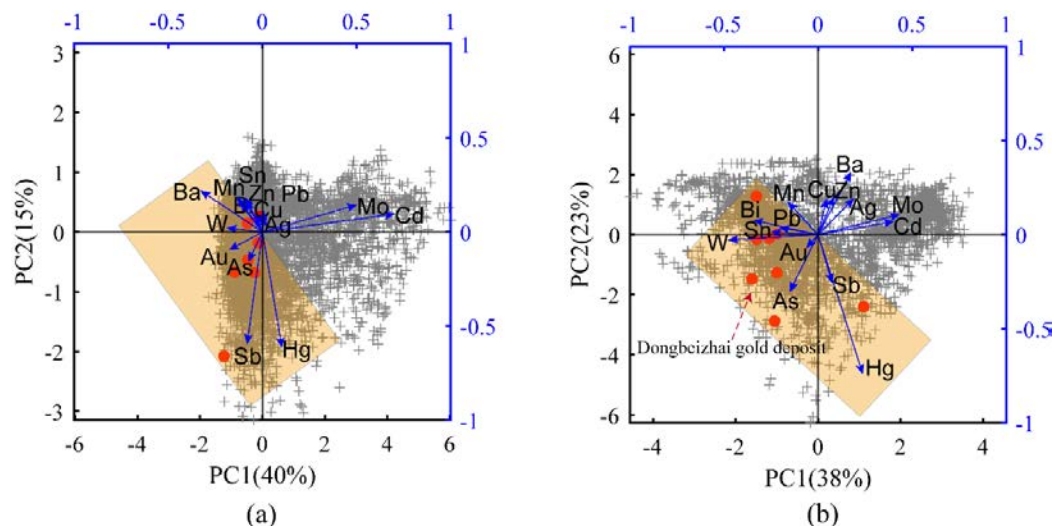 -1 -0.5 0 0.5 1
3
2
1
0
-1
-2
-3
1
0.5
0
-0.5
-1
PC2(15%)
Sn
Mn Zn Pb
Ba
Cu
W Ag
Mo
Cd
Au
As
Sb Hg
-6 -4 -2 0 2 4 6
PC1(40%)
(a)
-1 -0.5 0 0.5 1
6
4
2
0
-2
-4
-6
1
0.5
0
-0.5
-1
PC2(23%)
Ba
Mn Cu Zn
Ag
Bi Pb Mo
Sn Cd
W Au
Sb
As
Dongbeizhai gold deposit
Hg
-4 -2 0 2 4
PC1(38%)
(b)